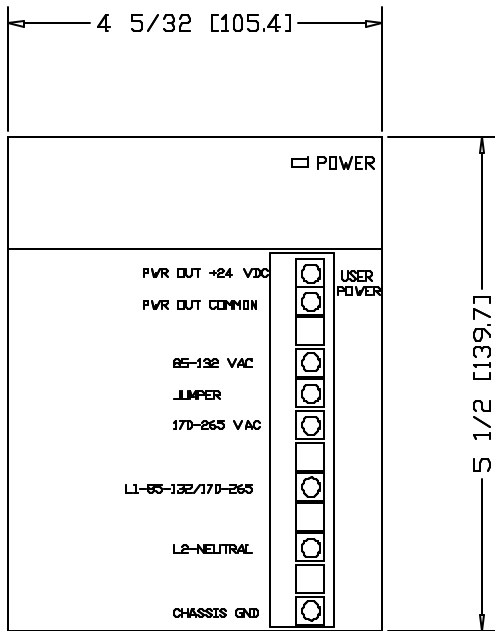 4 5/32 [105.4]
POWER
PWR OUT +24 VDC
USER
POWER
PWR OUT COMMON
85-132 VAC
JUMPER
170-265 VAC
L1-85-132/170-265
L2-NEUTRAL
CHASSIS GND
5 1/2 [139.7]